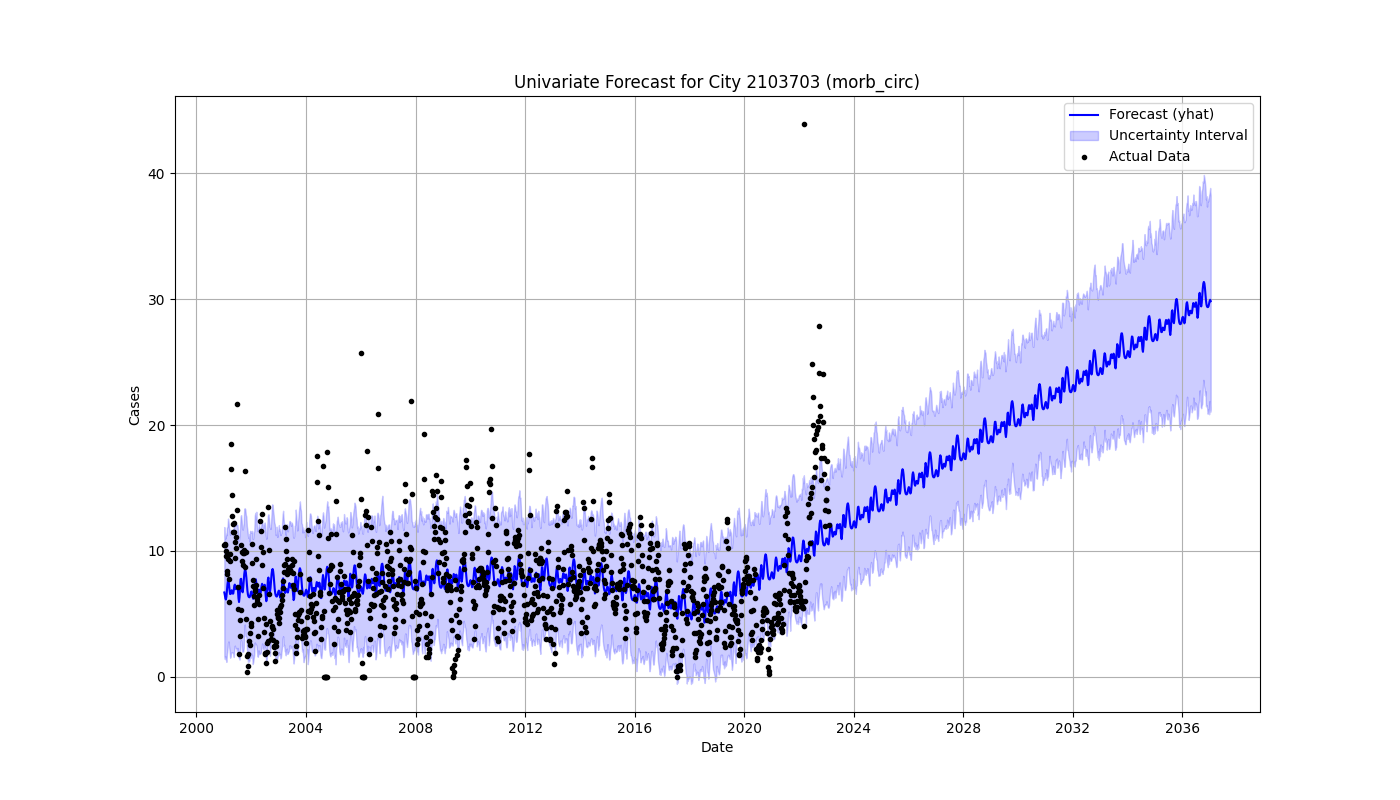 Univariate Forecast for City 2103703 (morb_circ)
Forecast (yhat)
Uncertainty Interval
Actual Data
Cases
40
30
20
10
0
2000 2004 2008 2012 2016 2020 2024 2028 2032 2036
Date